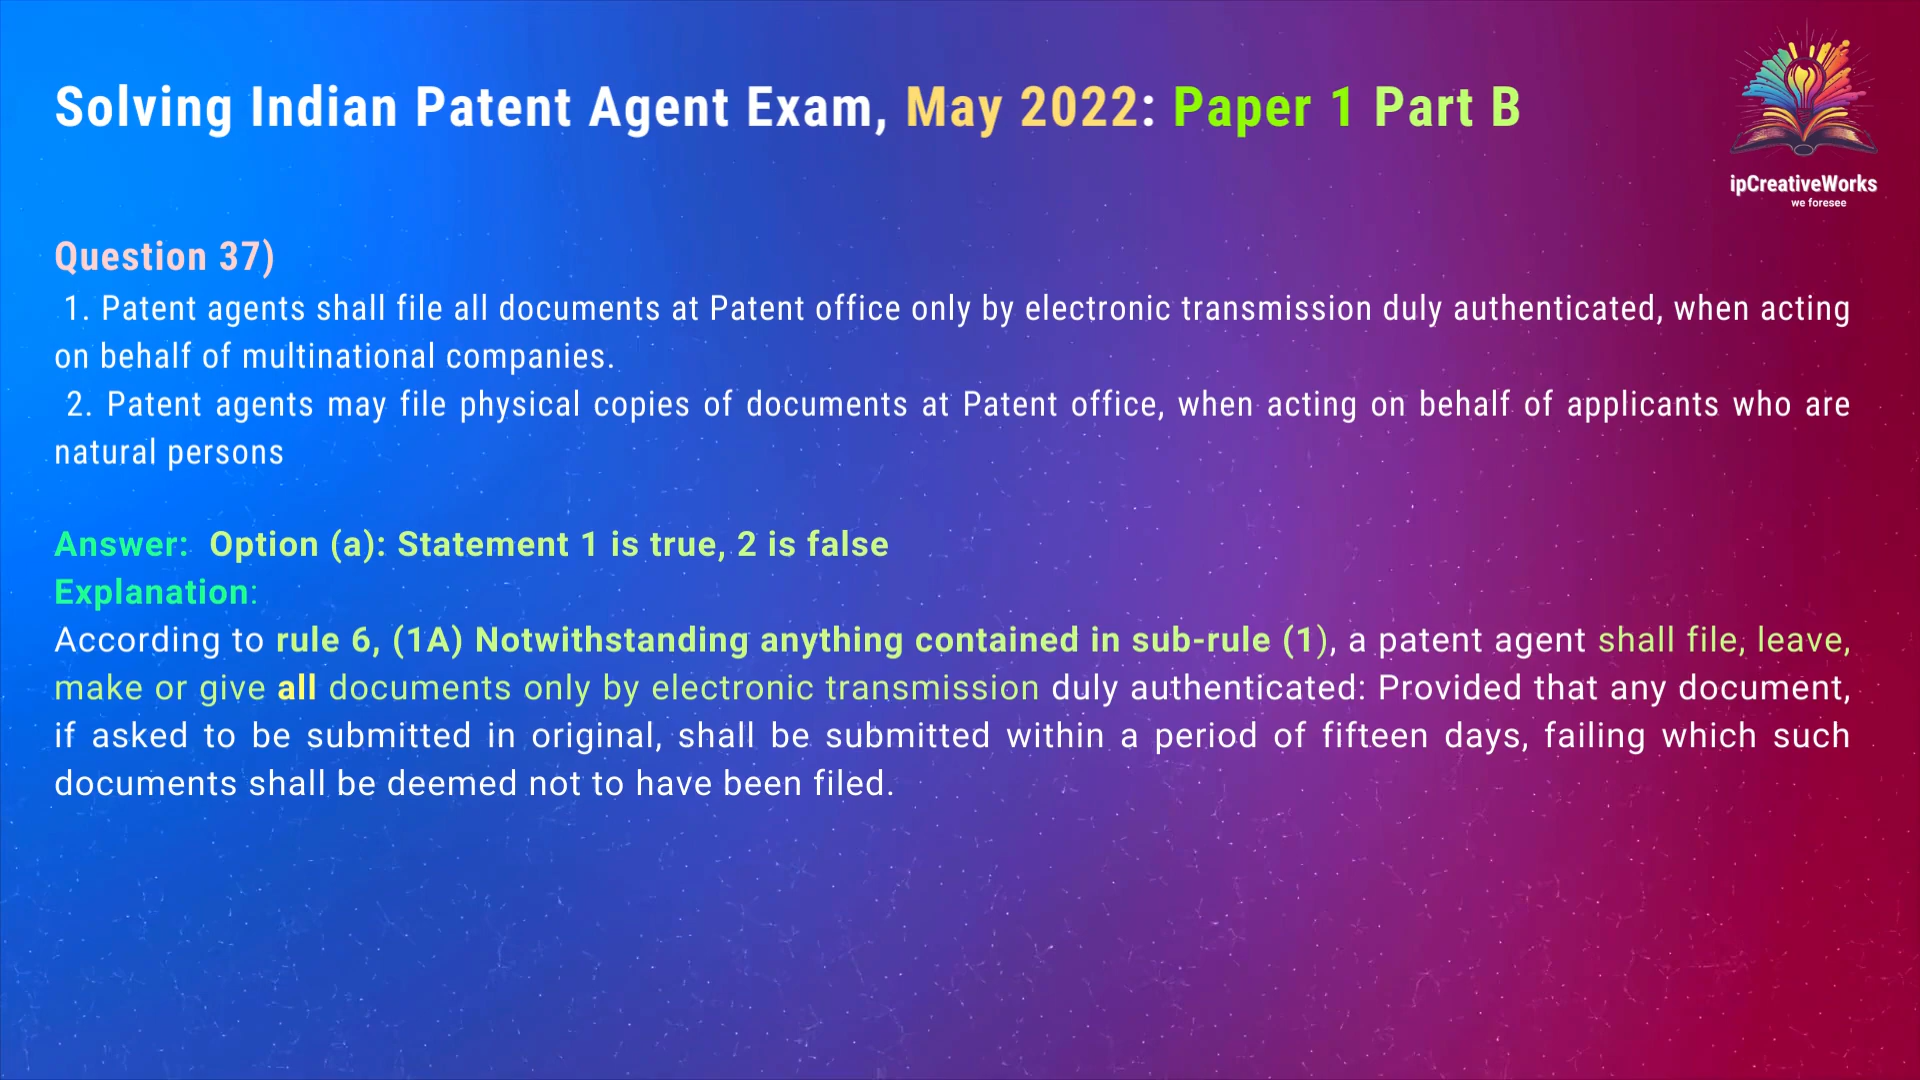 Solving Indian Patent Agent Exam, May 2022: Paper 1 Part B
ipCreativeWorks
we foresee
Question 37)
1. Patent agents shall file all documents at Patent office only by electronic transmission duly authenticated, when acting
on behalf of multinational companies.
2. Patent agents may file physical copies of documents at Patent office, when acting on behalf of applicants who are
natural persons
Answer: Option (a): Statement 1 is true, 2 is false
Explanation:
According to rule 6, (1A) Notwithstanding anything contained in sub-rule (1), a patent agent shall file, leave,
make or give all documents only by electronic transmission duly authenticated: Provided that any document,
if asked to be submitted in original, shall be submitted within a period of fifteen days, failing which such
documents shall be deemed not to have been filed.